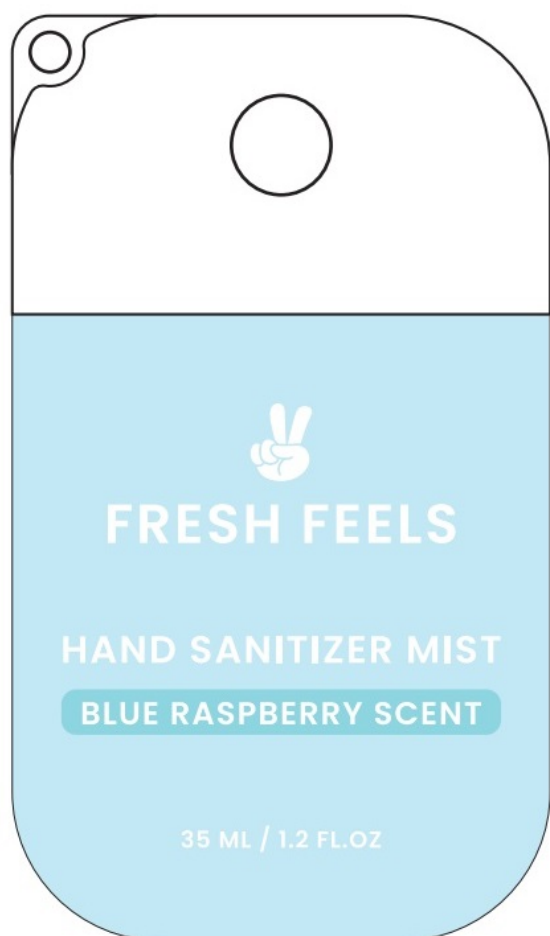 FRESH FEELS
HAND SANITIZER MIST
BLUE RASPBERRY SCENT
35 ML / 1.2 FL.OZ